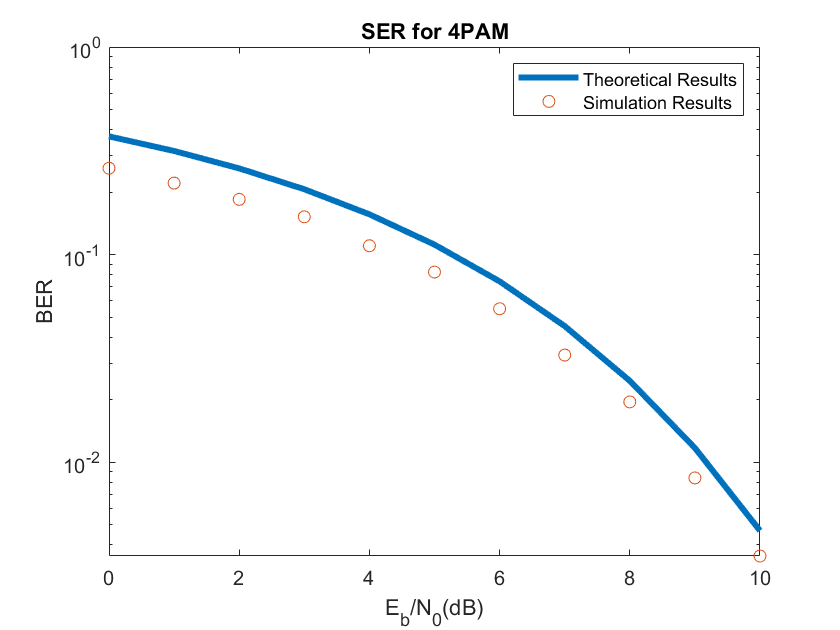 SER for 4PAM
Theoretical Results
Simulation Results
10^0
10^-1
10^-2
BER
0 2 4 6 8 10
E_b/N_0(dB)